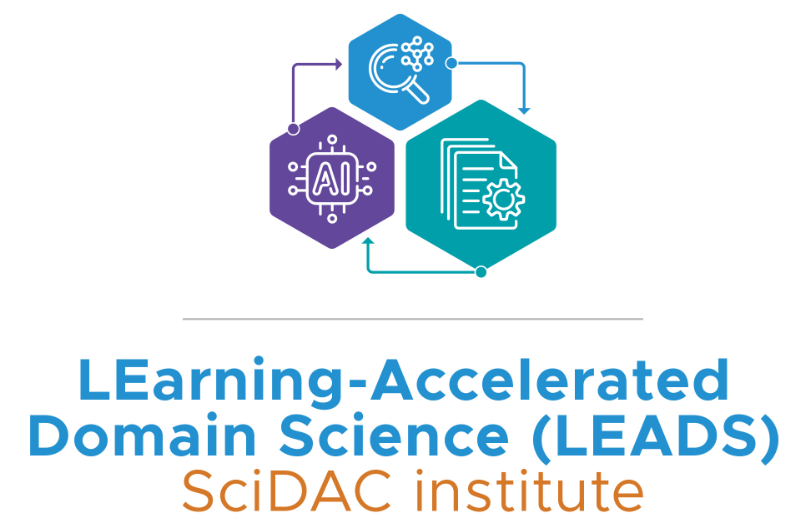 AI
LEarning-Accelerated
Domain Science (LEADS)
SciDAC institute